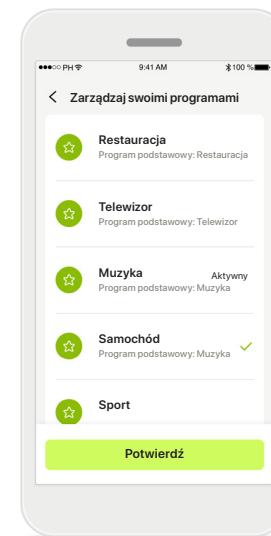 PH 9:41 AM 100 %
Zarządzaj swoimi programami
Restauracja
Program podstawowy: Restauracja
Telewizor
Program podstawowy: Telewizor
Muzyka Aktywny
Program podstawowy: Muzyka
Samochód
Program podstawowy: Muzyka
Sport
Potwierdź